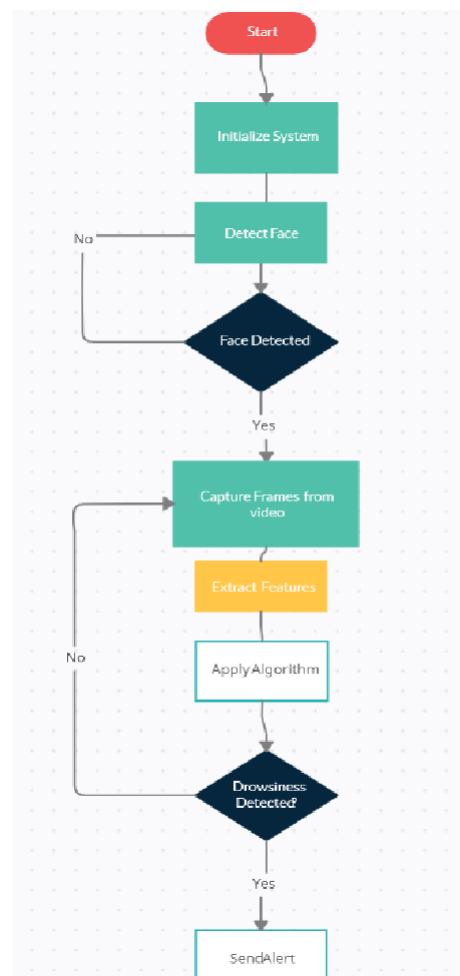 Start
Initialize System
Detect Face
No
Face Detected
Yes
Capture Frames from
video
Extract Features
Apply Algorithm
No
Drowsiness
Detected?
Yes
SendAlert